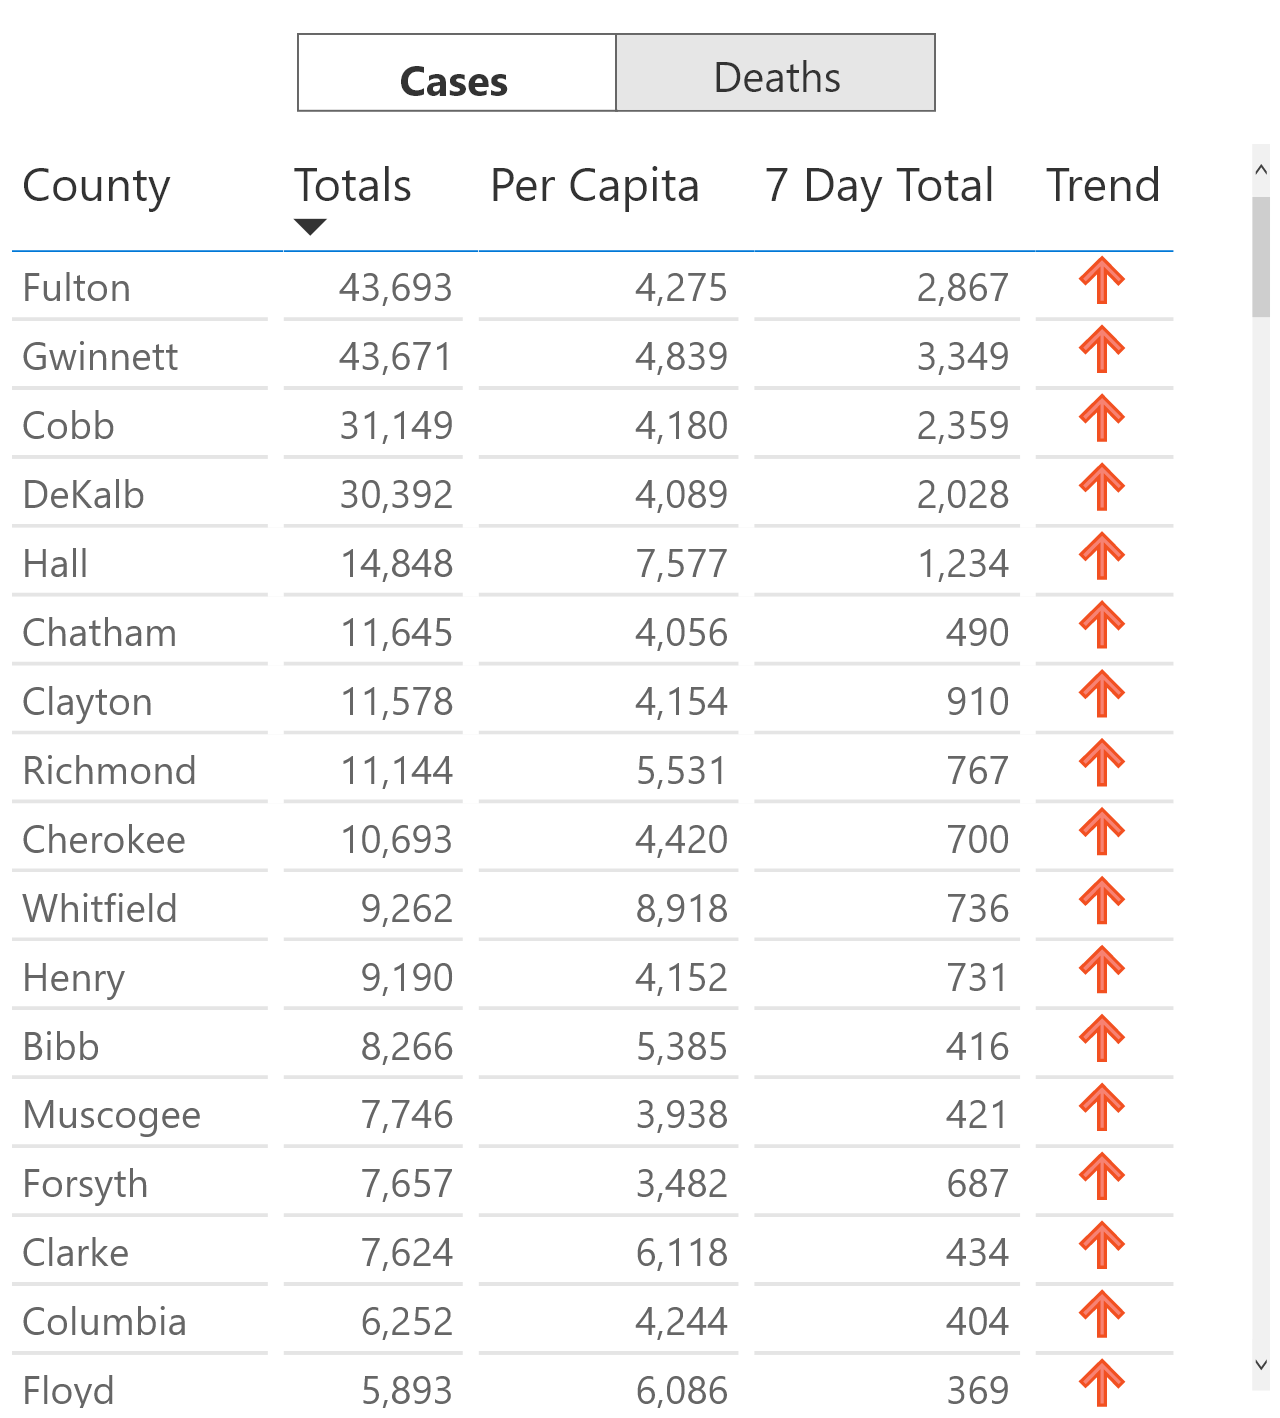 Cases Deaths
County Totals Per Capita 7 Day Total Trend
Fulton 43,693 4,275 2,867
Gwinnett 43,671 4,839 3,349
Cobb 31,149 4,180 2,359
DeKalb 30,392 4,089 2,028
Hall 14,848 7,577 1,234
Chatham 11,645 4,056 490
Clayton 11,578 4,154 910
Richmond 11,144 5,531 767
Cherokee 10,693 4,420 700
Whitfield 9,262 8,918 736
Henry 9,190 4,152 731
Bibb 8,266 5,385 416
Muscogee 7,746 3,938 421
Forsyth 7,657 3,482 687
Clarke 7,624 6,118 434
Columbia 6,252 4,244 404
Floyd 5,893 6,086 369